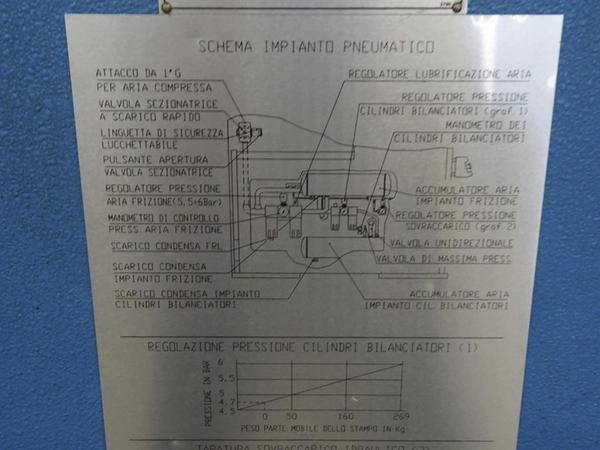 SCHEMA IMPIANTO PNEUMATICO
ATTACCO DA 1"G
PER ARIA COMPRESSA
VALVOLA SEZIONATRICE
A SCARICO RAPIDO
LINGUETTA DI SICUREZZA
LUCCHETTABILE
PULSANTE APERTURA
VALVOLA SEZIONATRICE
REGOLATORE PRESSIONE
ARIA FRIZIONE(5,5÷6Bar)
MANOMETRO DI CONTROLLO
PRESS. ARIA FRIZIONE
SCARICO CONDENSA FRL
SCARICO CONDENSA
IMPIANTO FRIZIONE
SCARICO CONDENSA IMPIANTO
CILINDRI BILANCIATORI
REGOLATORE LUBRIFICAZIONE ARIA
REGOLATORE PRESSIONE
CILINDRI BILANCIATORI (graf.1)
MANOMETRO DEI
CILINDRI BILANCIATORI
ACCUMULATORE ARIA
IMPIANTO FRIZIONE
REGOLATORE PRESSIONE
SOVRACCARICO (graf.2)
VALVOLA UNIDIREZIONALE
VALVOLA DI MASSIMA PRESS.
ACCUMULATORE ARIA
IMPIANTO CIL. BILANCIATORI
REGOLAZIONE PRESSIONE CILINDRI BILANCIATORI (1)
PRESSIONE IN BAR
6
5.5
5
4.7
4.5
0 50 160 269
PESO PARTE MOBILE DELLO STAMPO IN Kg
TARATURA SOVRACCARICO IDRAULICO (2)